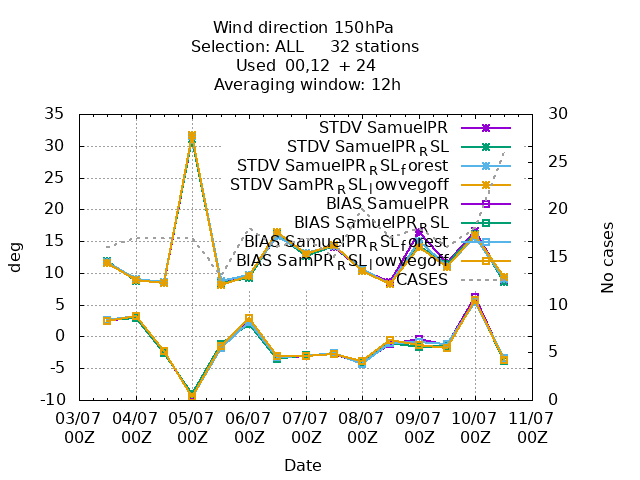 Wind direction 150hPa
Selection: ALL 32 stations
Used 00,12 + 24
Averaging window: 12h
35
30
25
20
15
10
5
0
-5
-10
30
25
20
15
10
5
0
deg
No cases
STDV SamuelPR
STDV SamuelPR_RSL
STDV SamuelPR_RSL_forest
STDV SamPR_RSL_lowvegoff
BIAS SamuelPR
BIAS SamuelPR_RSL
BIAS SamuelPR_RSL_forest
BIAS SamPR_RSL_lowvegoff
CASES
03/07 04/07 05/07 06/07 07/07 08/07 09/07 10/07 11/07
00Z 00Z 00Z 00Z 00Z 00Z 00Z 00Z 00Z
Date